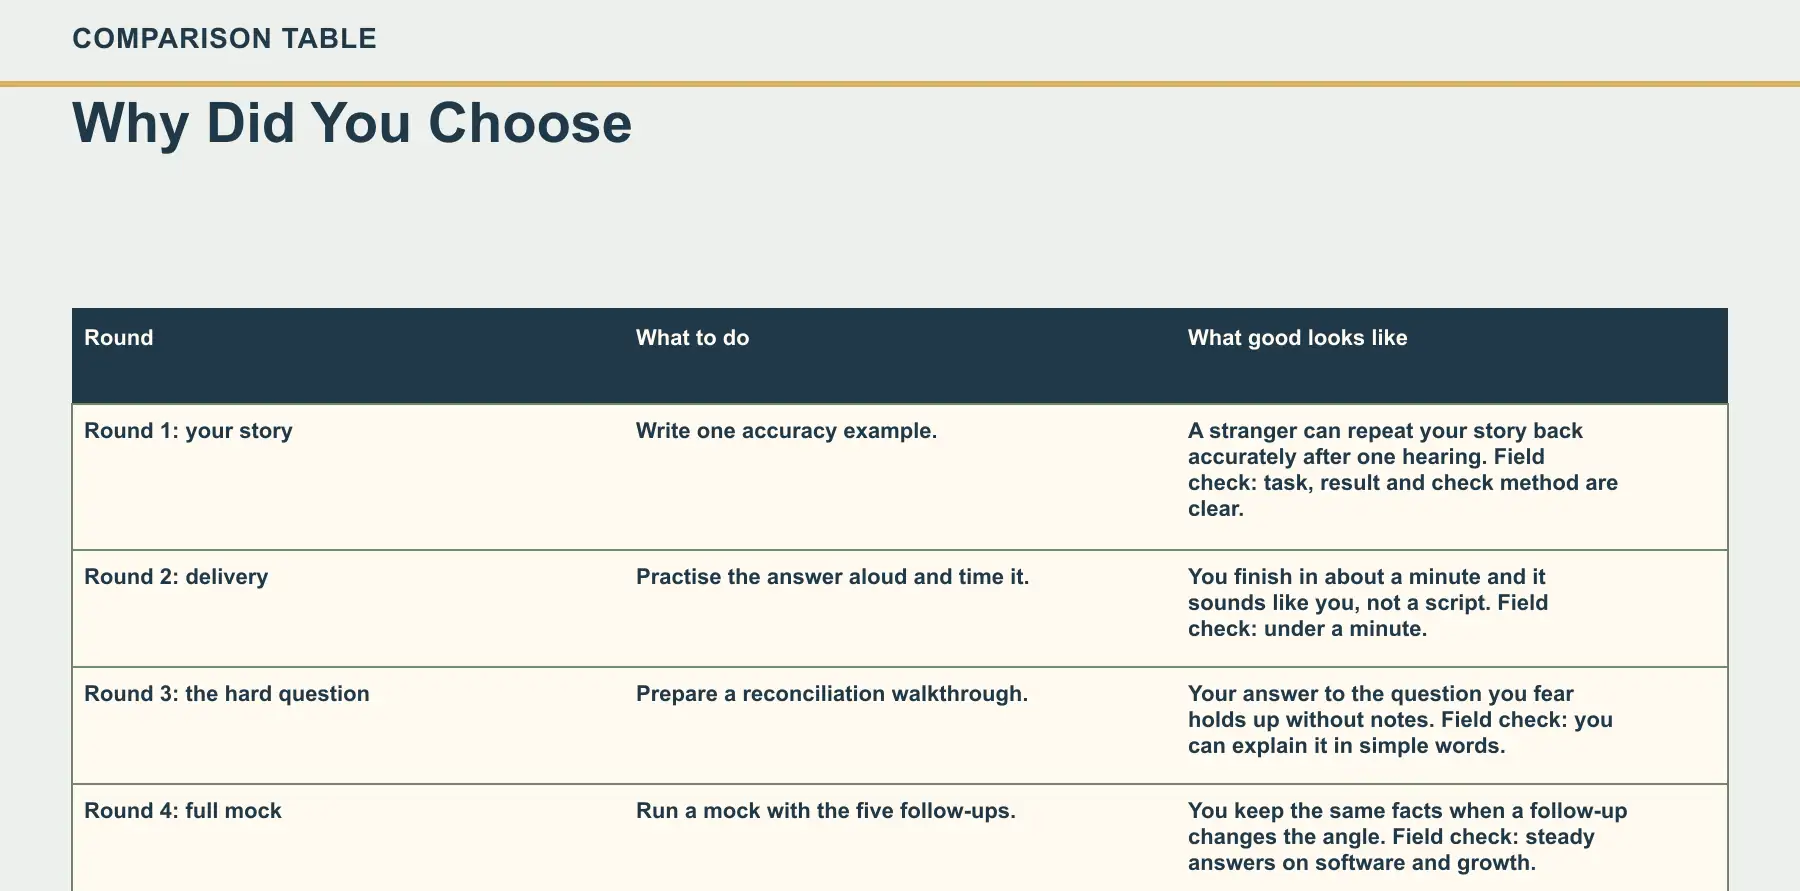 COMPARISON TABLE
Why Did You Choose
Round
What to do
What good looks like
Round 1: your story
Write one accuracy example.
A stranger can repeat your story back
accurately after one hearing. Field
check: task, result and check method are
clear.
Round 2: delivery
Practise the answer aloud and time it.
You finish in about a minute and it
sounds like you, not a script. Field
check: under a minute.
Round 3: the hard question
Prepare a reconciliation walkthrough.
Your answer to the question you fear
holds up without notes. Field check: you
can explain it in simple words.
Round 4: full mock
Run a mock with the five follow-ups.
You keep the same facts when a follow-up
changes the angle. Field check: steady
answers on software and growth.